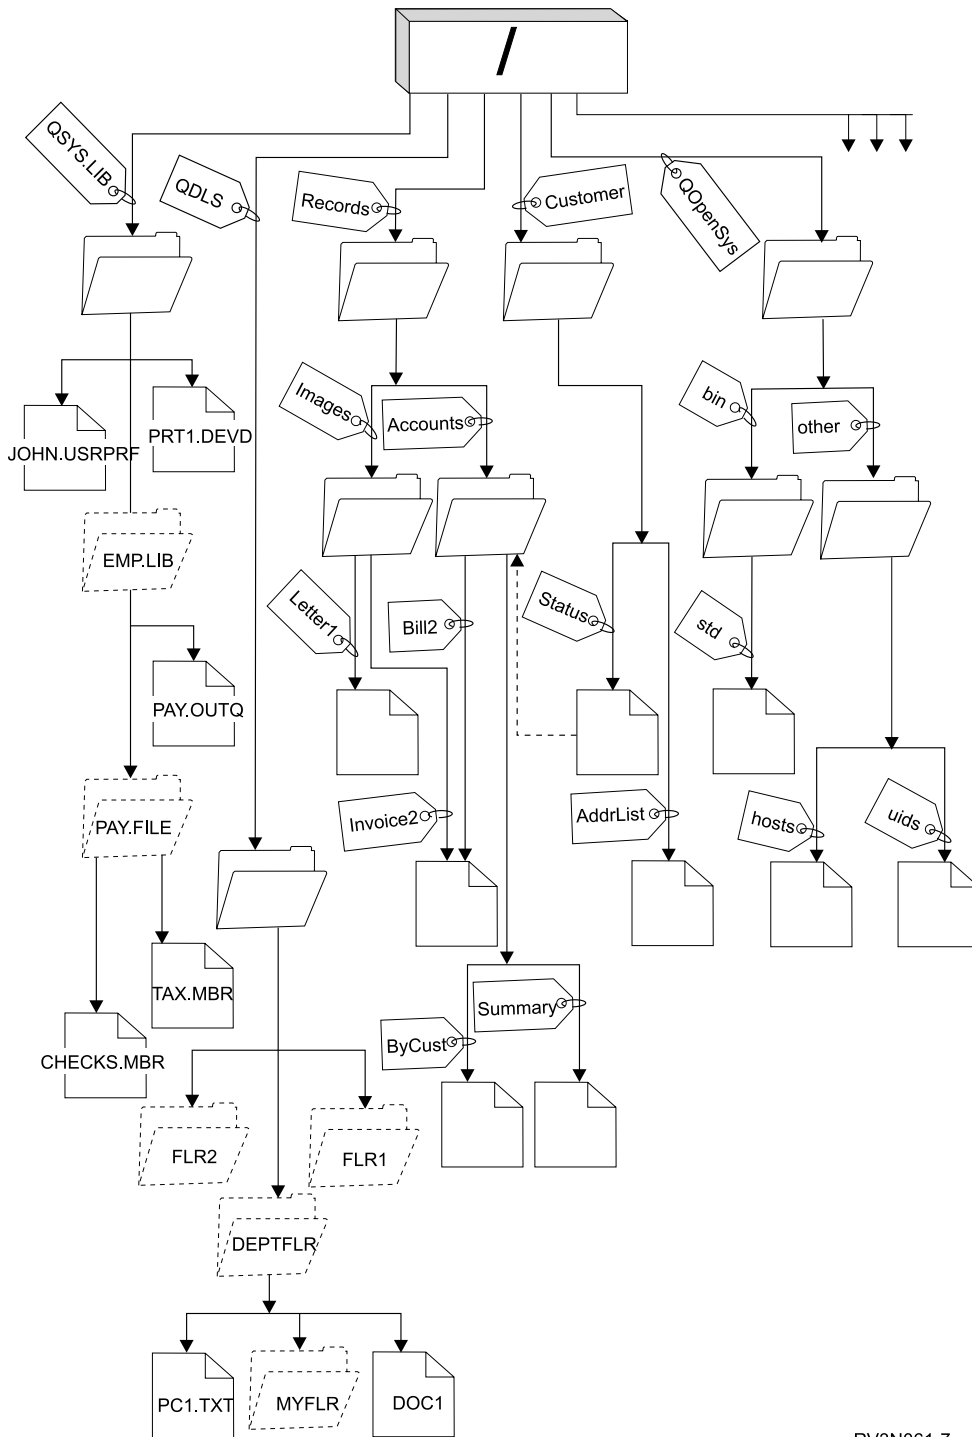 /
QSYS.LIB
QDLS
Records
Customer
QOpenSys
JOHN.USRPRF
PRT1.DEVD
Images
Accounts
bin
other
EMP.LIB
Letter1
Bill2
Status
std
PAY.OUTQ
PAY.FILE
Invoice2
AddrList
hosts
uids
TAX.MBR
CHECKS.MBR
Summary
ByCust
FLR2
FLR1
DEPTFLR
PC1.TXT
MYFLR
DOC1